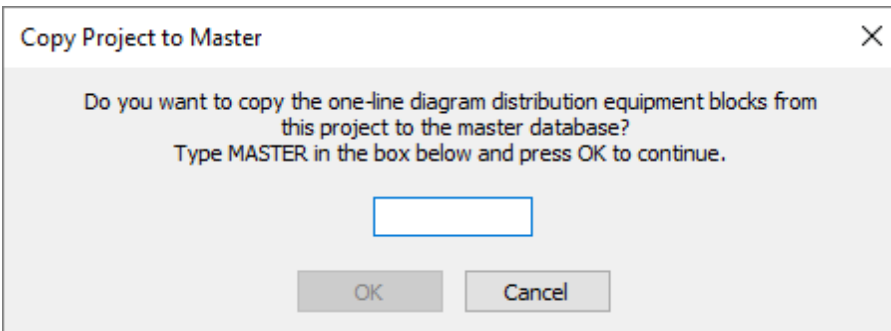 Copy Project to Master
Do you want to copy the one-line diagram distribution equipment blocks from
this project to the master database?
Type MASTER in the box below and press OK to continue.
OK
Cancel